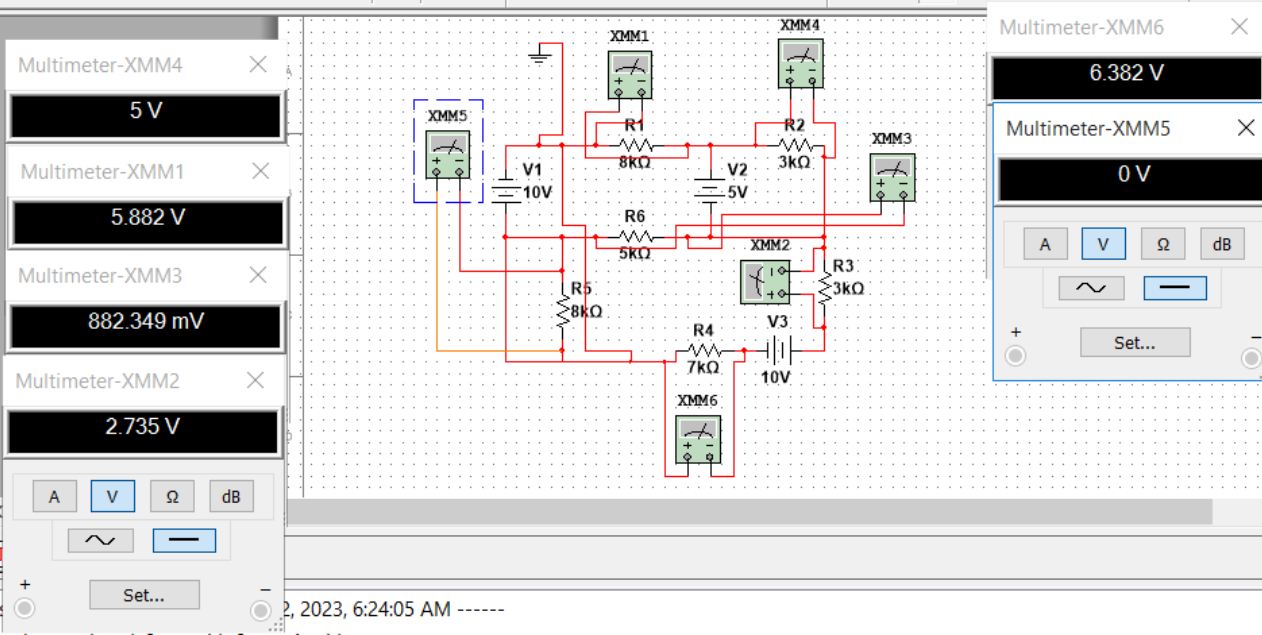 Multimeter-XMM4
5 V
Multimeter-XMM1
5.882 V
Multimeter-XMM3
882.349 mV
Multimeter-XMM2
2.735 V
A V Ω dB
+ Set... −
XMM1
XMM4
XMM5
R1
8kΩ
R2
3kΩ
XMM3
V1
10V
V2
5V
R6
5kΩ
XMM2
R3
3kΩ
R5
8kΩ
R4
7kΩ
V3
10V
XMM6
Multimeter-XMM6
6.382 V
Multimeter-XMM5
0 V
A V Ω dB
+ Set... −
2, 2023, 6:24:05 AM ------